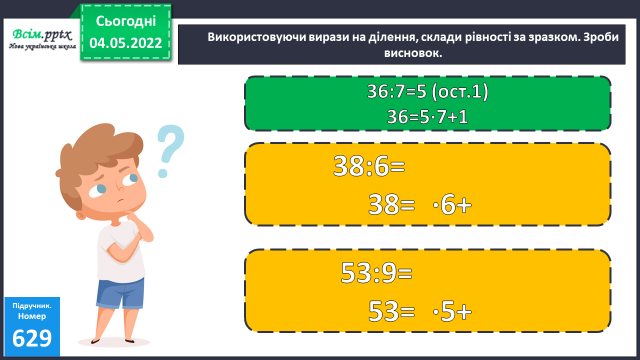 Всім.pptx
Нова українська школа
Сьогодні
04.05.2022
Використовуючи вирази на ділення, склади рівності за зразком. Зроби
висновок.
36:7=5 (ост.1)
36=5·7+1
38:6=
38= ·6+
53:9=
53= ·5+
Підручник.
Номер
629